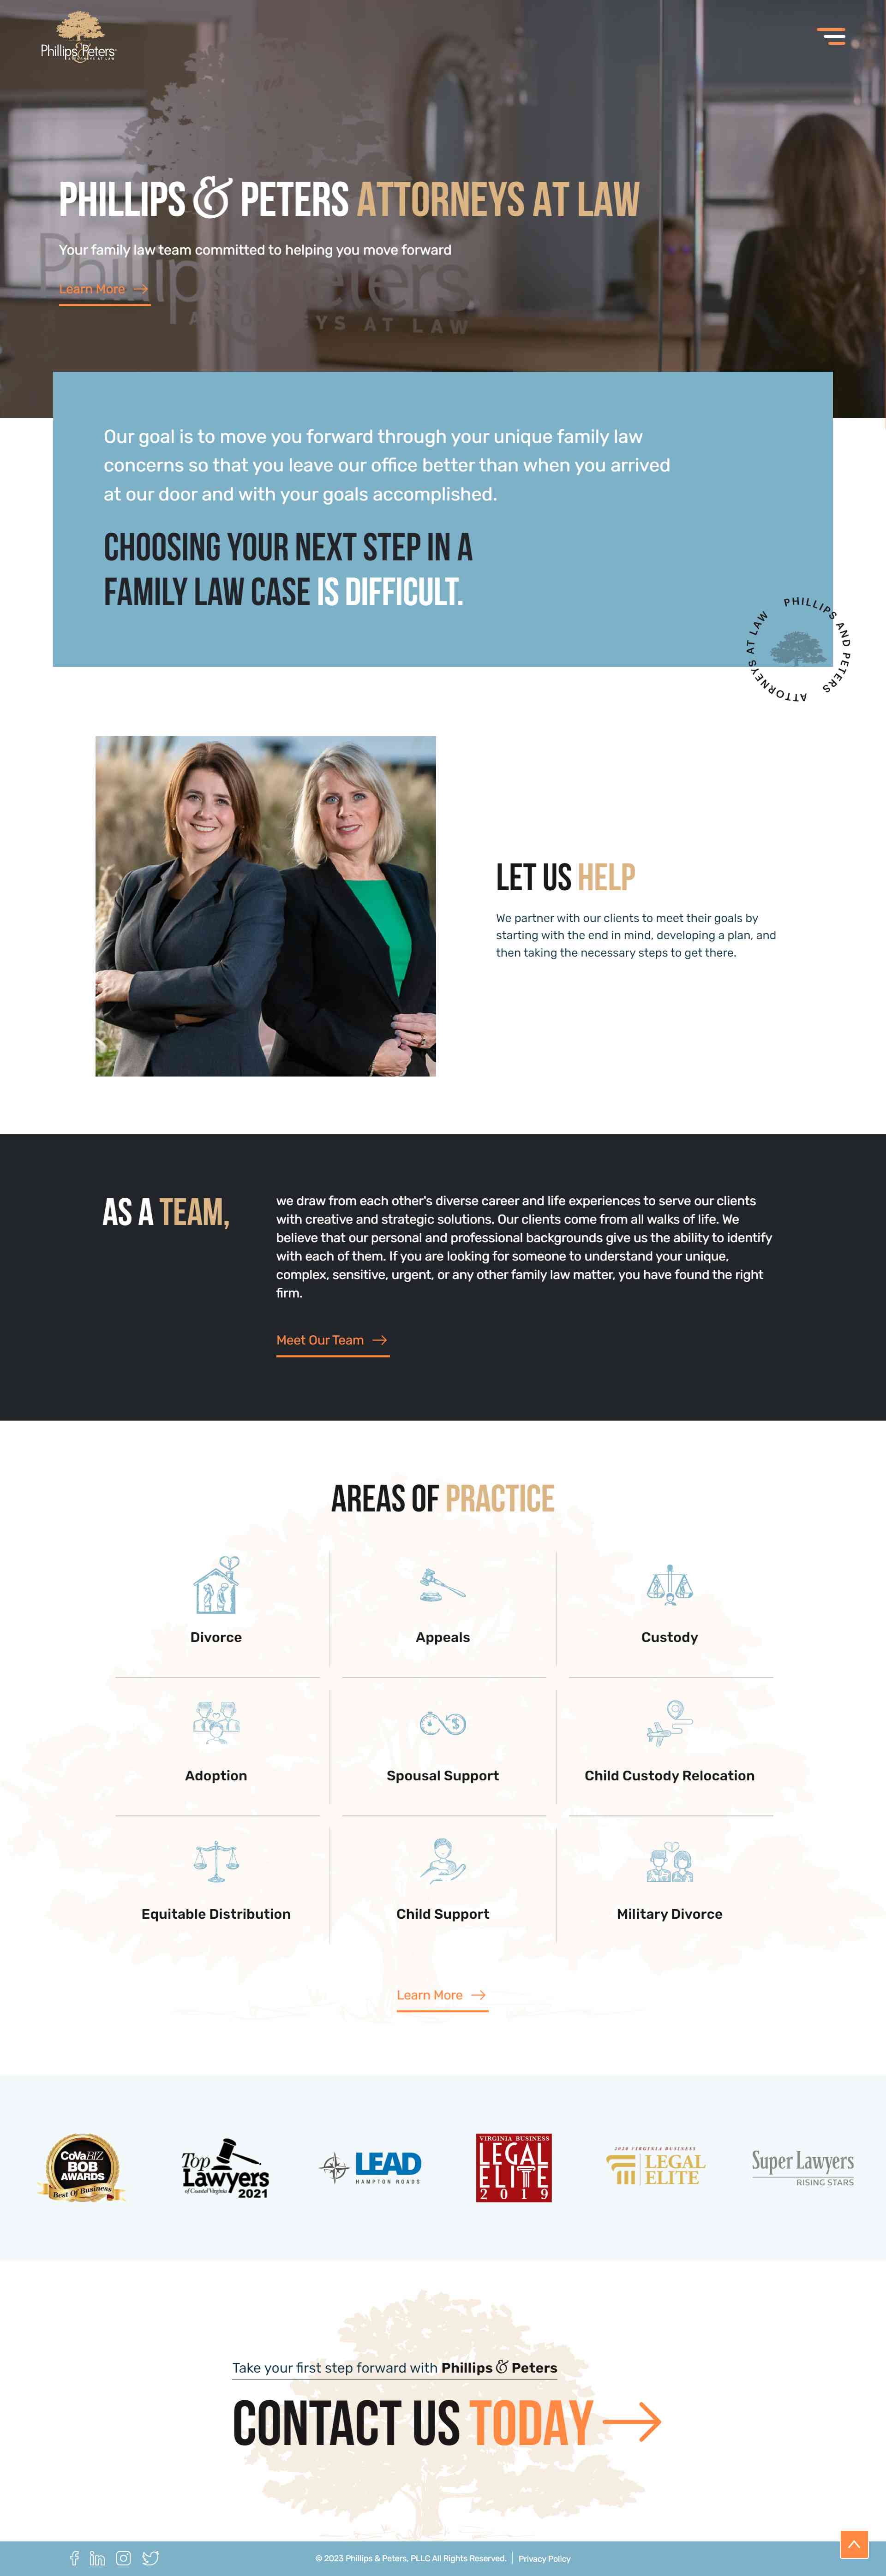 Phillips & Peters
ATTORNEYS AT LAW
PHILLIPS & PETERS ATTORNEYS AT LAW
Your family law team committed to helping you move forward
Learn More
Phillips & Peters
ATTORNEYS AT LAW
Our goal is to move you forward through your unique family law
concerns so that you leave our office better than when you arrived
at our door and with your goals accomplished.
CHOOSING YOUR NEXT STEP IN A
FAMILY LAW CASE IS DIFFICULT.
PHILLIPS AND PETERS ATTORNEYS AT LAW
LET US HELP
We partner with our clients to meet their goals by
starting with the end in mind, developing a plan, and
then taking the necessary steps to get there.
AS A TEAM,
we draw from each other's diverse career and life experiences to serve our clients
with creative and strategic solutions. Our clients come from all walks of life. We
believe that our personal and professional backgrounds give us the ability to identify
with each of them. If you are looking for someone to understand your unique,
complex, sensitive, urgent, or any other family law matter, you have found the right
firm.
Meet Our Team
AREAS OF PRACTICE
Divorce
Appeals
Custody
Adoption
Spousal Support
Child Custody Relocation
Equitable Distribution
Child Support
Military Divorce
Learn More
CoVaBIZ
BOB
AWARDS
Best Of Business
Top
Lawyers
of Coastal Virginia
2021
LEAD
HAMPTON ROADS
VIRGINIA BUSINESS
LEGAL
ELITE
2019
2020 VIRGINIA BUSINESS
LEGAL
ELITE
Super Lawyers
RISING STARS
Take your first step forward with Phillips & Peters
CONTACT US TODAY
© 2023 Phillips & Peters, PLLC All Rights Reserved. | Privacy Policy